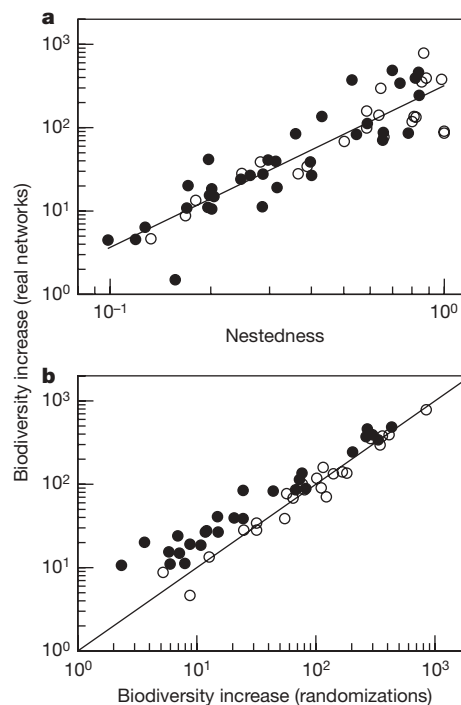 a
10³
10²
10¹
10⁰
10⁻¹
10⁰
Nestedness
Biodiversity increase (real networks)
b
10³
10²
10¹
10⁰
10⁰
10¹
10²
10³
Biodiversity increase (randomizations)